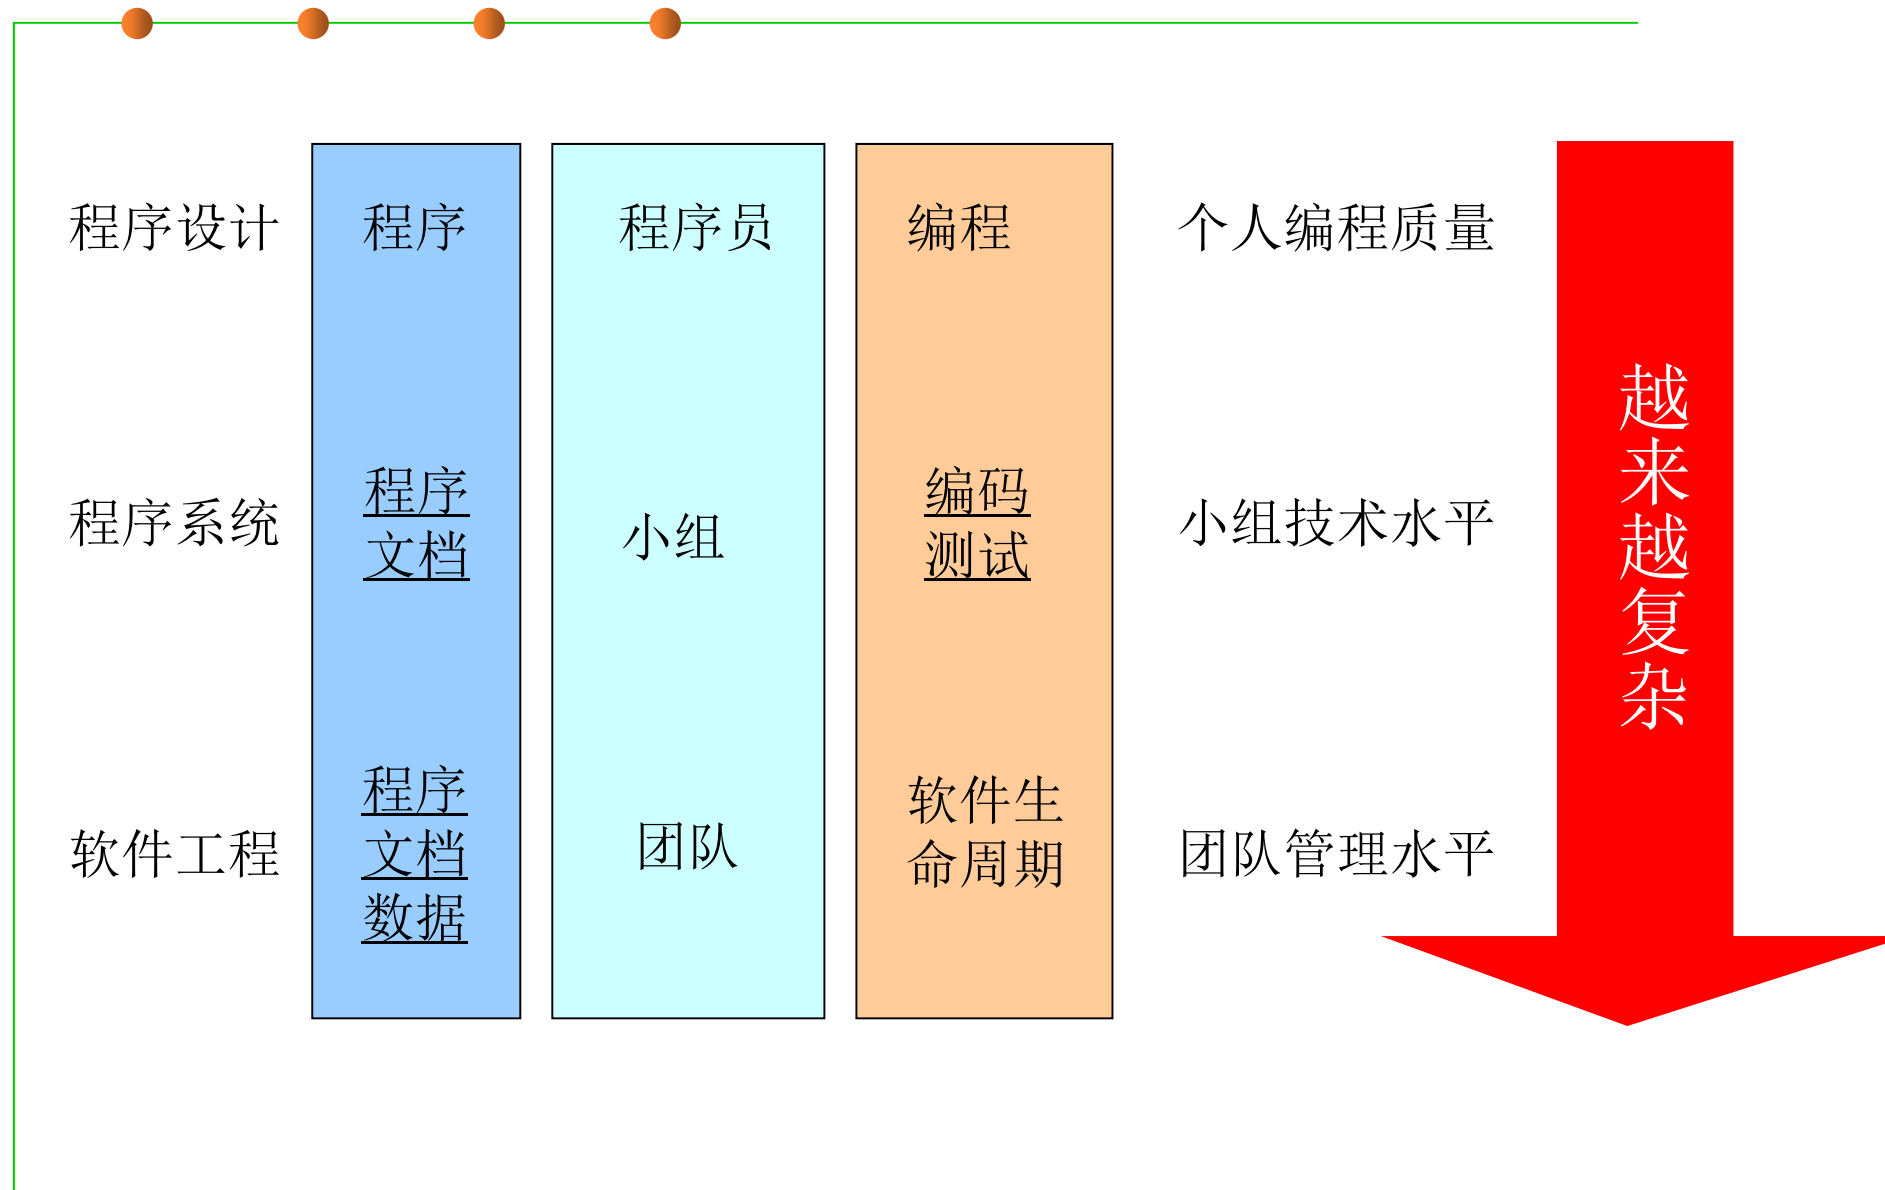 程序设计 程序 程序员 编程 个人编程质量
程序系统 程序 小组 编码 小组技术水平
文档 测试
软件工程 程序 团队 软件生 团队管理水平
文档 命周期
数据
越来越复杂